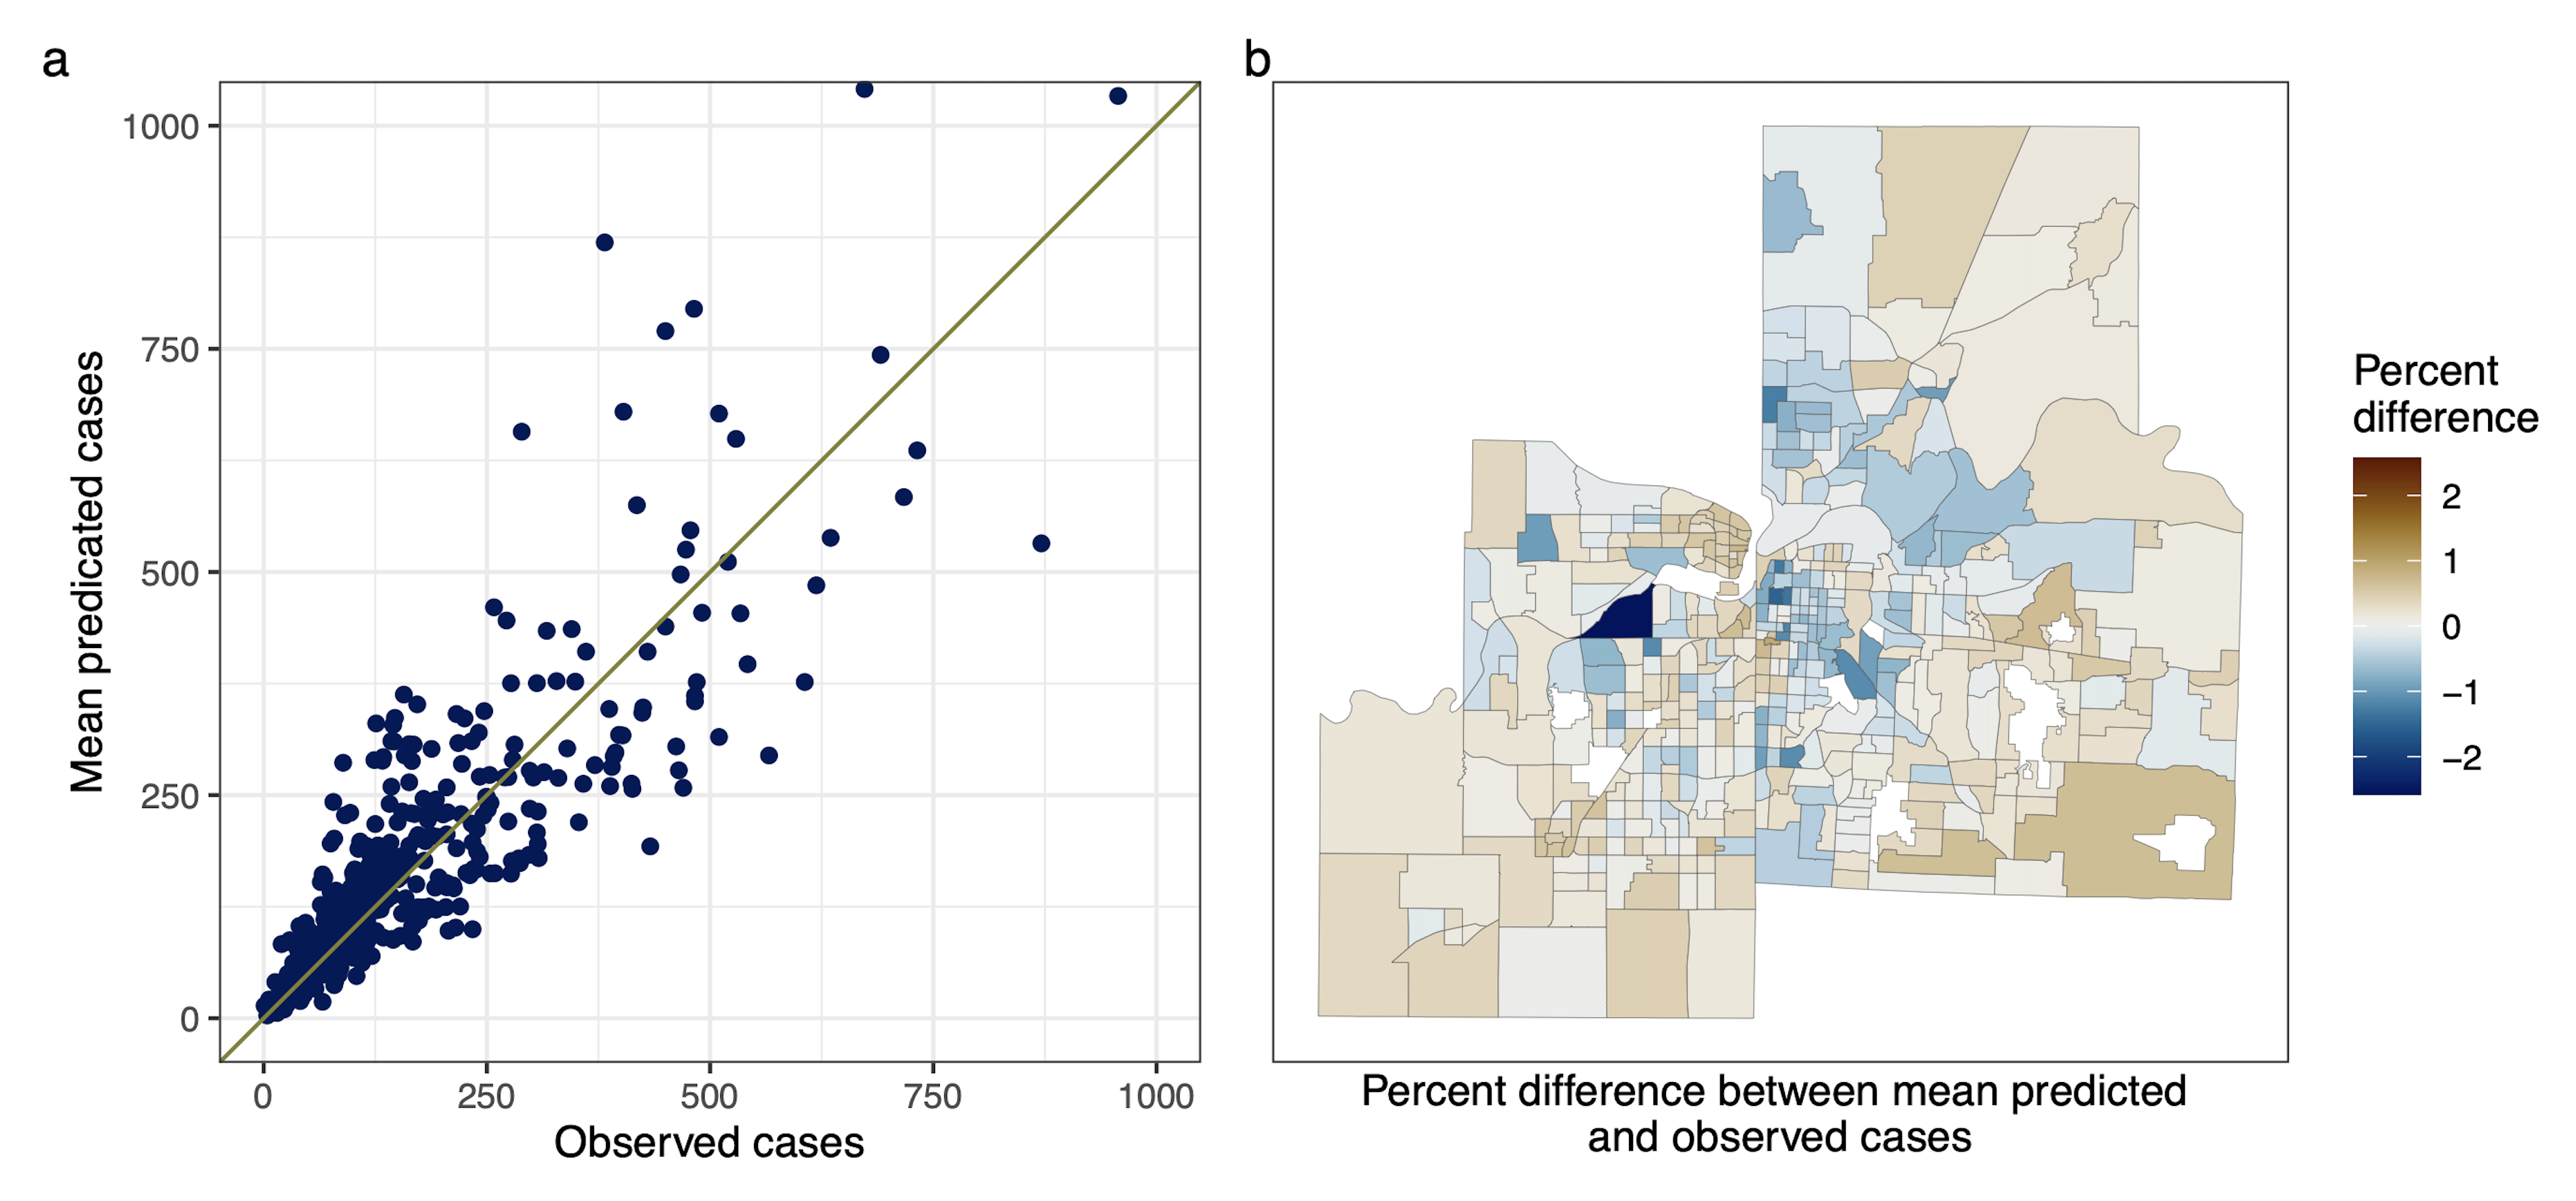 a
b
1000
750
500
250
0
Mean predicated cases
0
250
500
750
1000
Observed cases
Percent difference between mean predicted
and observed cases
Percent
difference
2
1
0
−1
−2